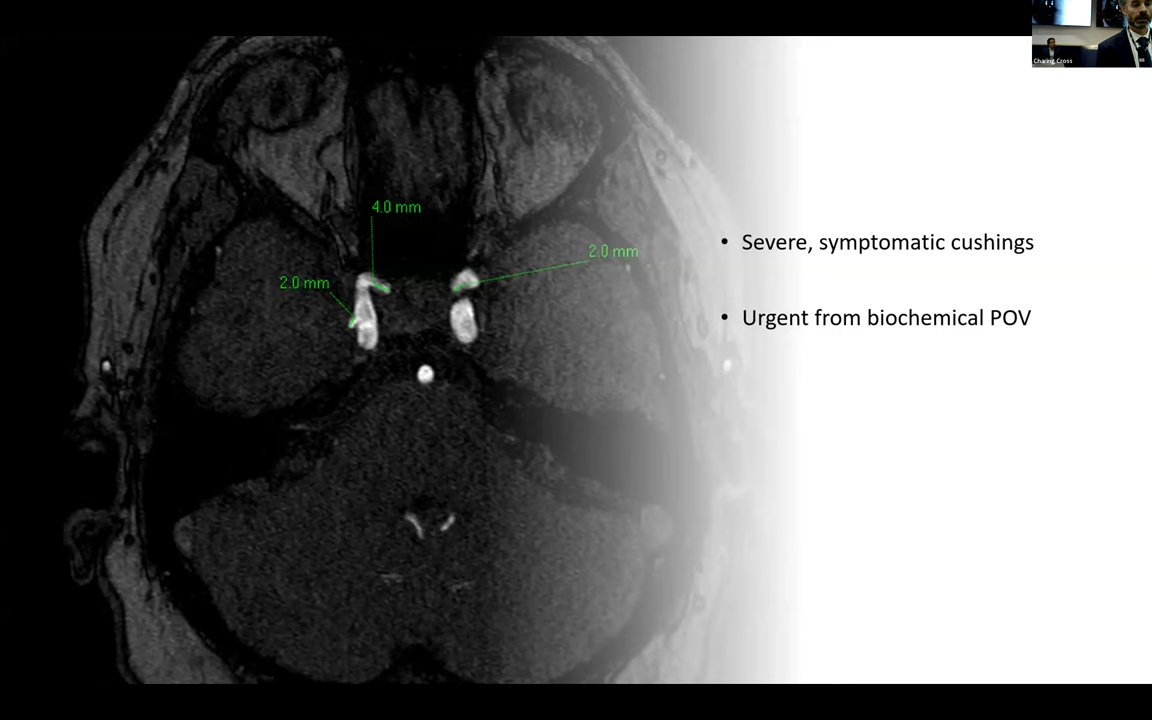 Charing Cross
4.0 mm
2.0 mm
2.0 mm
• Severe, symptomatic cushings
• Urgent from biochemical POV